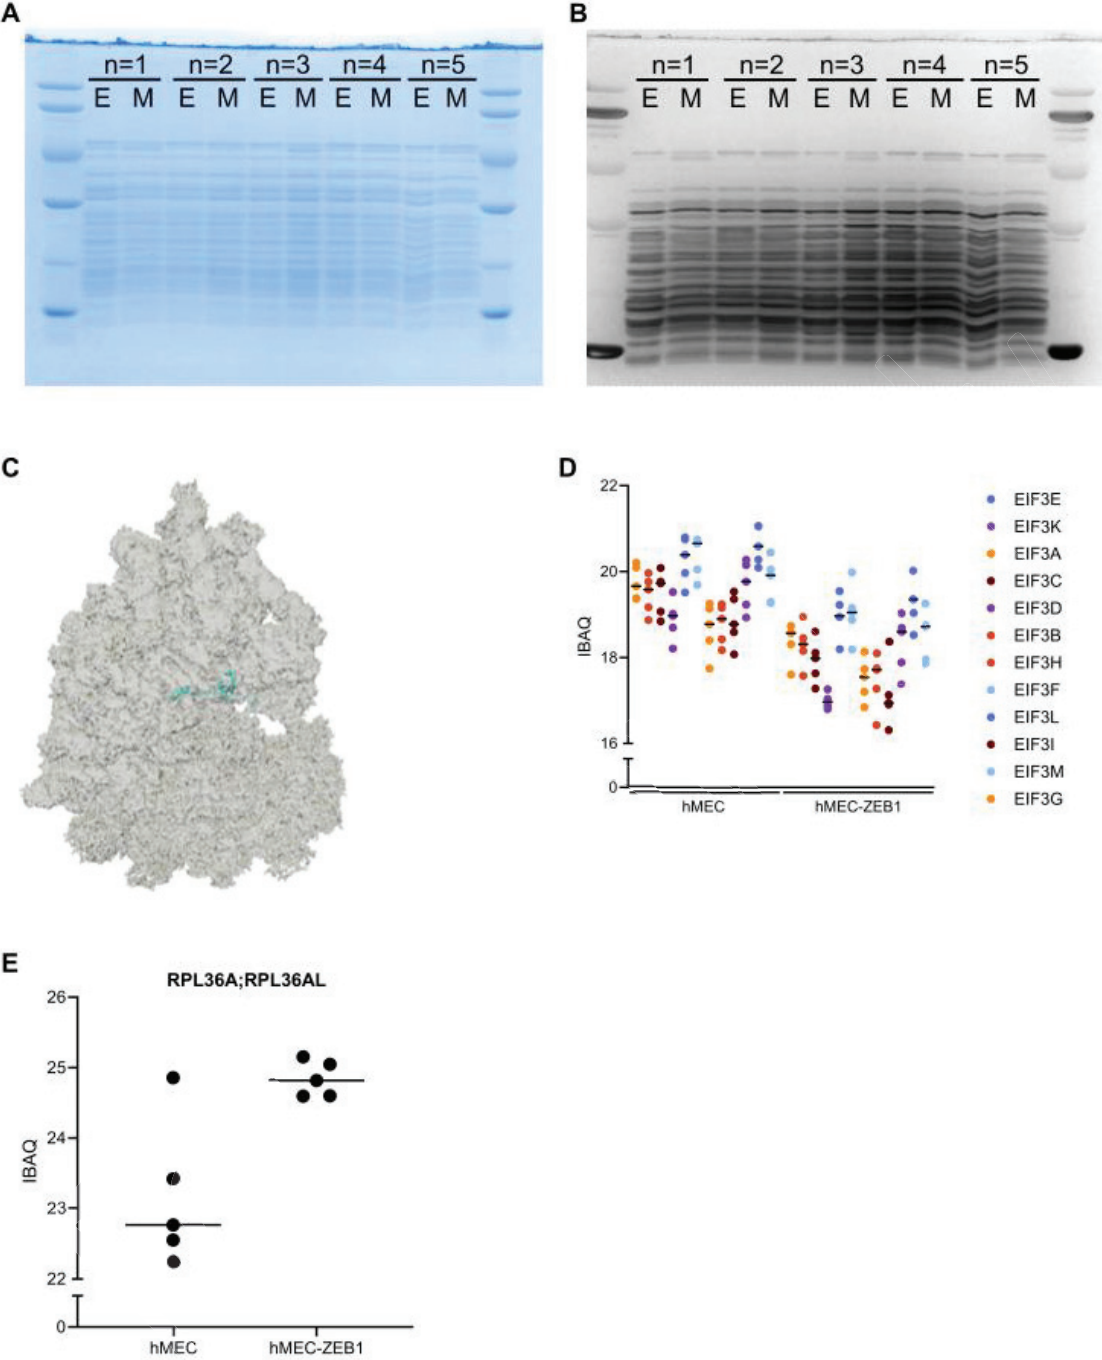 A
n=1 n=2 n=3 n=4 n=5
E M E M E M E M E M
B
n=1 n=2 n=3 n=4 n=5
E M E M E M E M E M
C
D
22
20
18
16
0
IBAQ
hMEC hMEC-ZEB1
EIF3E
EIF3K
EIF3A
EIF3C
EIF3D
EIF3B
EIF3H
EIF3F
EIF3L
EIF3I
EIF3M
EIF3G
E
RPL36A;RPL36AL
26
25
24
23
22
0
IBAQ
hMEC hMEC-ZEB1